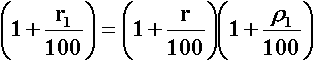 (1 + r₁/100) = (1 + r/100)(1 + ρ₁/100)